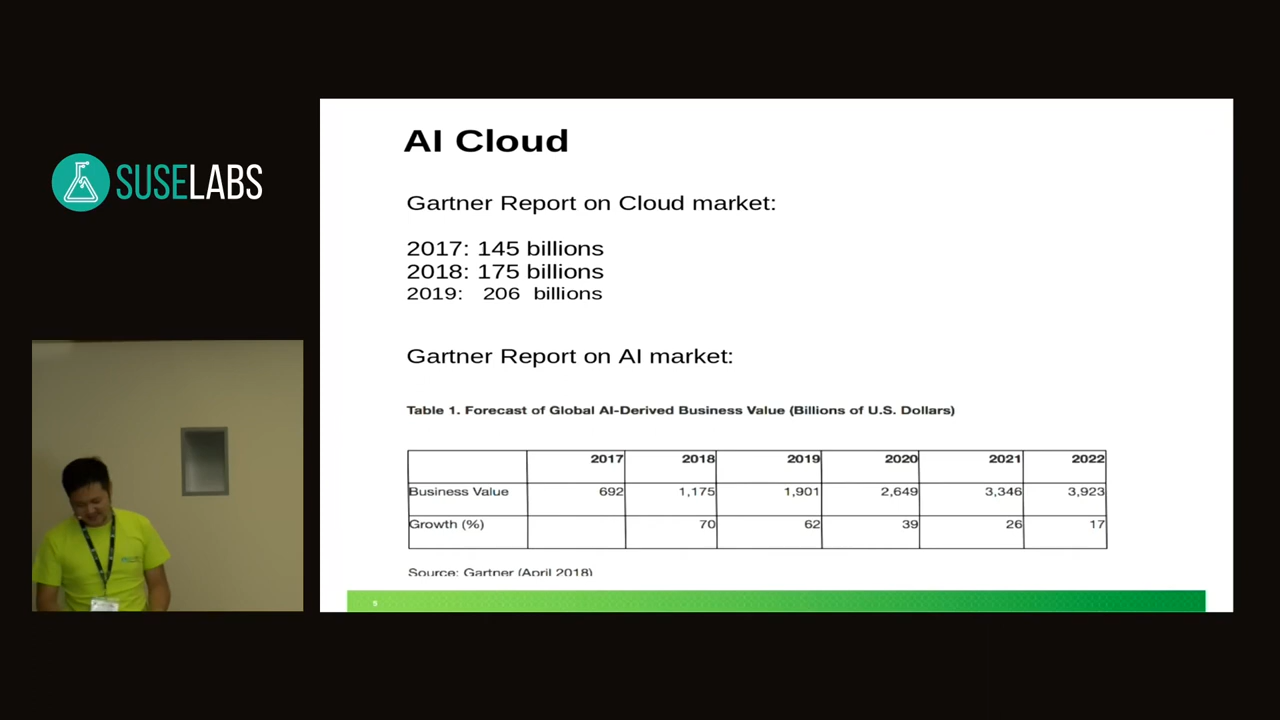 SUSELABS
AI Cloud
Gartner Report on Cloud market:
2017: 145 billions
2018: 175 billions
2019: 206 billions
Gartner Report on AI market:
Table 1. Forecast of Global AI-Derived Business Value (Billions of U.S. Dollars)
2017 2018 2019 2020 2021 2022
Business Value 692 1,175 1,901 2,649 3,346 3,923
Growth (%) 70 62 39 26 17
Source: Gartner (April 2018)
9